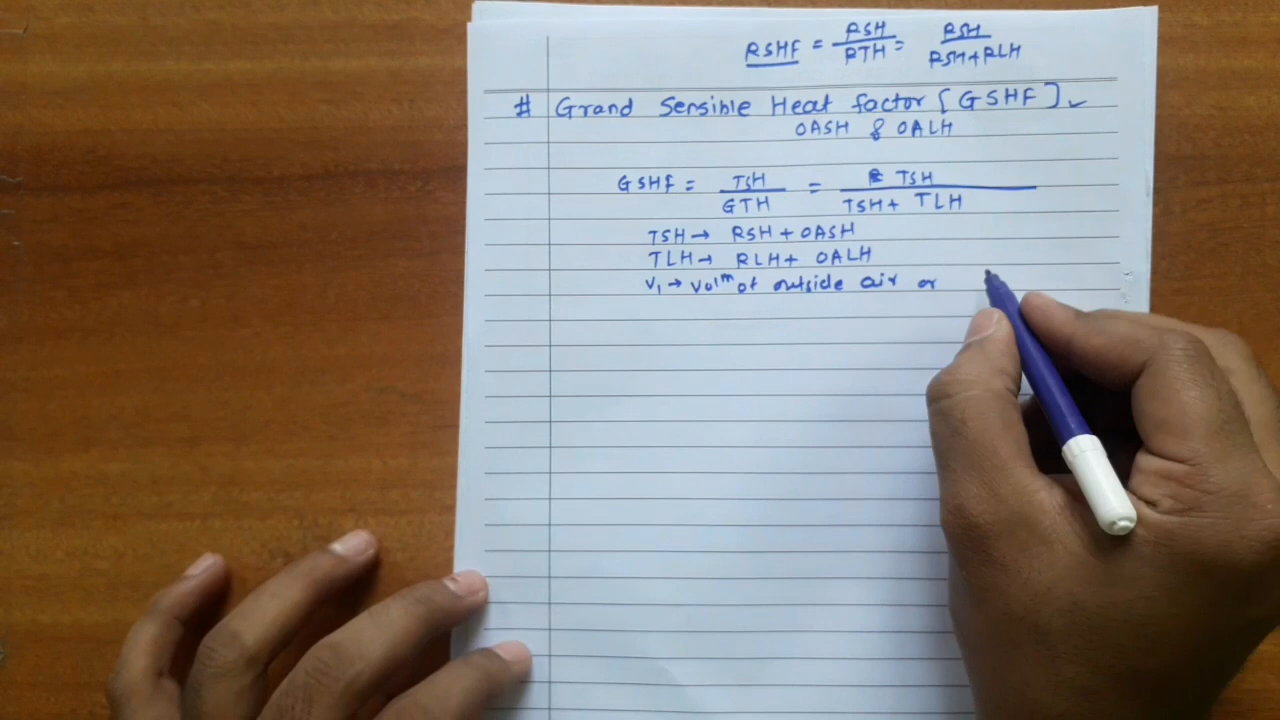 RSHF = RSH / RTH = RSH / RSH+RLH
# Grand Sensible Heat factor [GSHF] ✓
OASH & OALH
GSHF = TSH / GTH = TSH / TSH + TLH
TSH → RSH + OASH
TLH → RLH + OALH
V₁ → volᵐ of outside air or